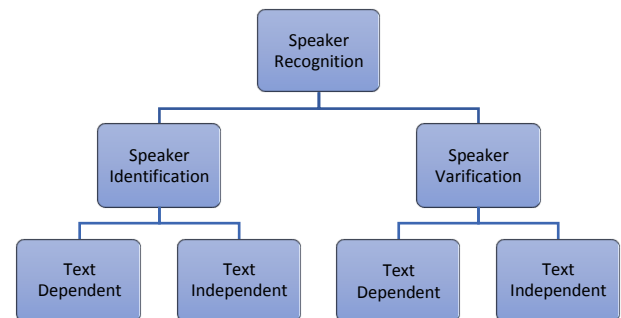 Speaker
Recognition
Speaker
Identification
Speaker
Varification
Text
Dependent
Text
Independent
Text
Dependent
Text
Independent